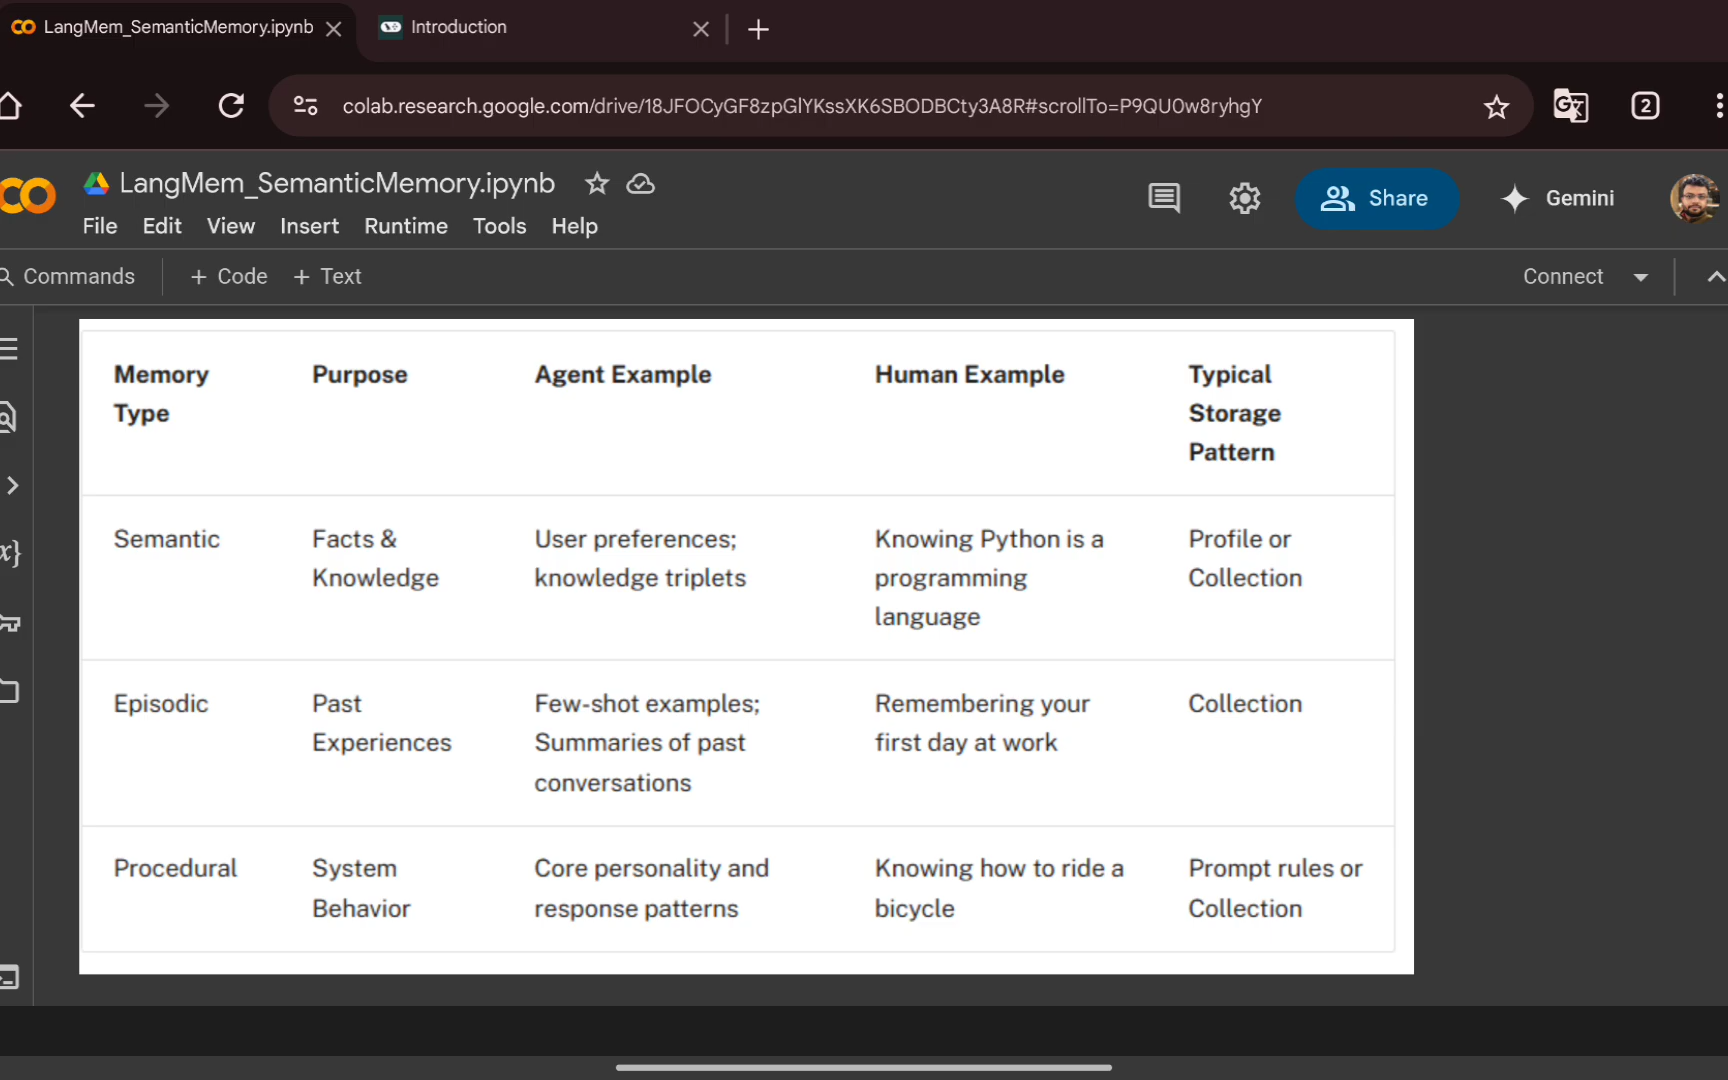 LangMem_SemanticMemory.ipynb
Introduction
colab.research.google.com/drive/18JFOCyGF8zpGlYKssXK6SBODBCty3A8R#scrollTo=P9QU0w8ryhgY
2
LangMem_SemanticMemory.ipynb
File Edit View Insert Runtime Tools Help
Share
Gemini
Commands
+ Code + Text
Connect
Memory Type
Purpose
Agent Example
Human Example
Typical Storage Pattern
Semantic
Facts &
Knowledge
User preferences;
knowledge triplets
Knowing Python is a
programming
language
Profile or
Collection
Episodic
Past
Experiences
Few-shot examples;
Summaries of past
conversations
Remembering your
first day at work
Collection
Procedural
System
Behavior
Core personality and
response patterns
Knowing how to ride a
bicycle
Prompt rules or
Collection